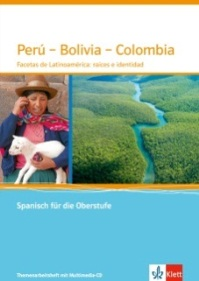 Perú – Bolivia – Colombia
Facetas de Latinoamérica: raíces e identidad
Spanisch für die Oberstufe
Themenarbeitsheft mit Multimedia-CD
Klett